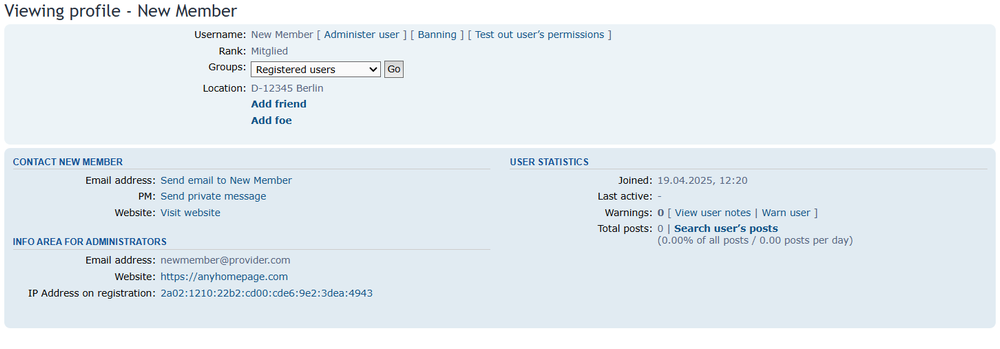 Viewing profile - New Member
Username: New Member [ Administer user ] [ Banning ] [ Test out user's permissions ]
Rank: Mitglied
Groups: Registered users Go
Location: D-12345 Berlin
Add friend
Add foe
CONTACT NEW MEMBER
Email address: Send email to New Member
PM: Send private message
Website: Visit website
INFO AREA FOR ADMINISTRATORS
Email address: newmember@provider.com
Website: https://anyhomepage.com
IP Address on registration: 2a02:1210:22b2:cd00:cde6:9e2:3dea:4943
USER STATISTICS
Joined: 19.04.2025, 12:20
Last active: -
Warnings: 0 [ View user notes | Warn user ]
Total posts: 0 | Search user's posts
(0.00% of all posts / 0.00 posts per day)